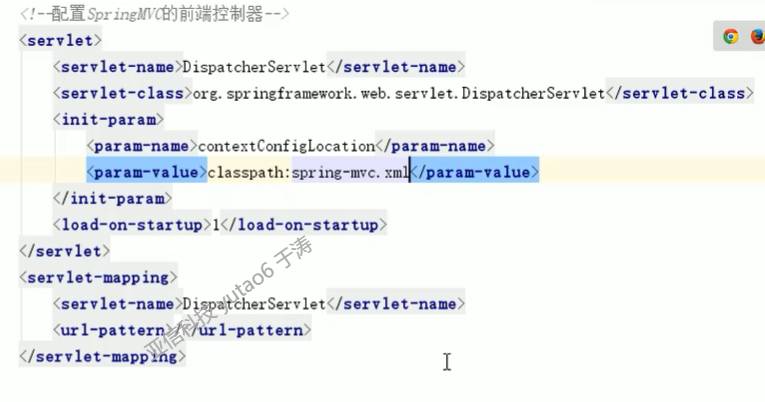 <!--配置SpringMVC的前端控制器-->
<servlet>
<servlet-name>DispatcherServlet</servlet-name>
<servlet-class>org.springframework.web.servlet.DispatcherServlet</servlet-class>
<init-param>
<param-name>contextConfigLocation</param-name>
<param-value>classpath:spring-mvc.xml</param-value>
</init-param>
<load-on-startup>1</load-on-startup>
</servlet>
<servlet-mapping>
<servlet-name>DispatcherServlet</servlet-name>
<url-pattern>/</url-pattern>
</servlet-mapping>
亚信科技 yutao6 于涛